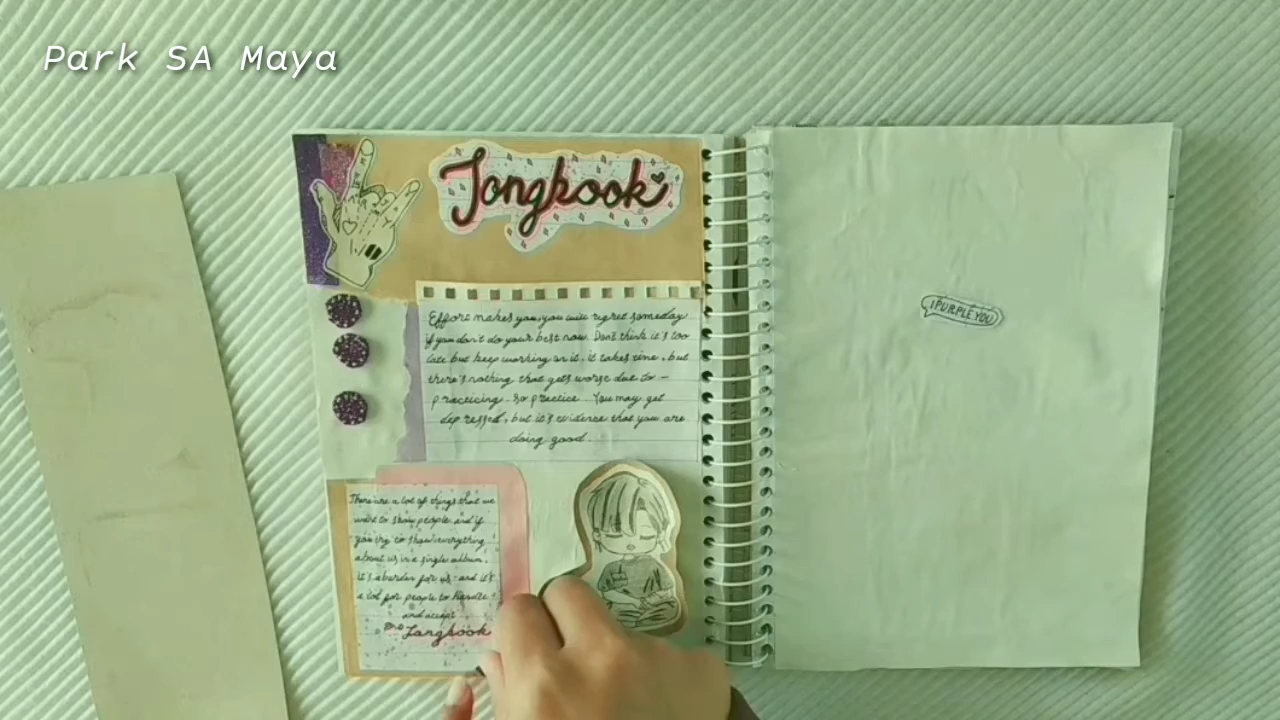 Park SA Maya
Jongkook
Effort makes you, you will regret someday
if you don't do your best now. Don't think it's too
late but keep working on it. it takes time, but
there's nothing that gets worse due to -
practicing. So practice. You may get
depressed, but it's evidence that you are
doing good.
I PURPLE YOU
There are a lot of things that we
want to show people and if
you try to show everything
about us in a single album,
it's a burden for us and it's
a lot for people to handle
and accept
Jungkook